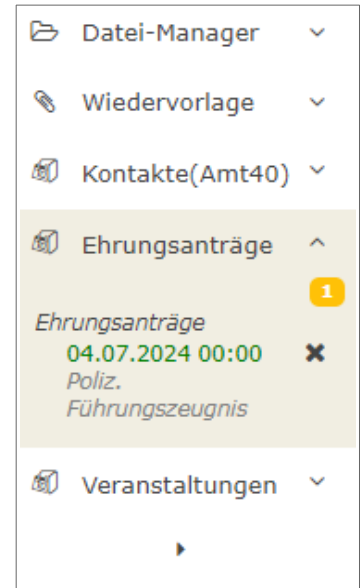 Datei-Manager
Wiedervorlage
Kontakte(Amt40)
Ehrungsanträge
1
Ehrungsanträge
04.07.2024 00:00
Poliz.
Führungszeugnis
Veranstaltungen